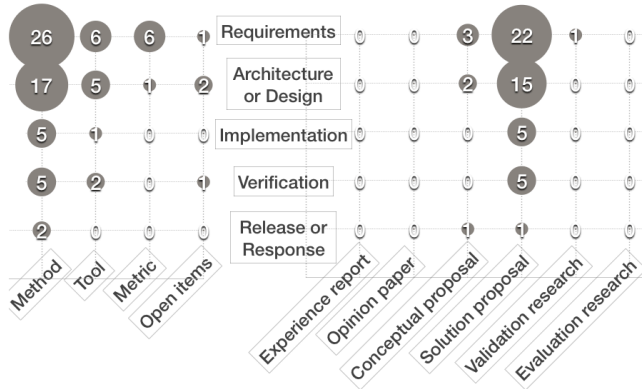 26 6 6 1 Requirements 0 0 3 22 1 0
17 5 1 2 Architecture or Design 0 0 2 15 0 0
5 1 0 0 Implementation 0 0 0 5 0 0
5 2 0 1 Verification 0 0 0 5 0 0
2 0 0 0 Release or Response 0 0 1 1 0 0
Method
Tool
Metric
Open items
Experience report
Opinion paper
Conceptual proposal
Solution proposal
Validation research
Evaluation research